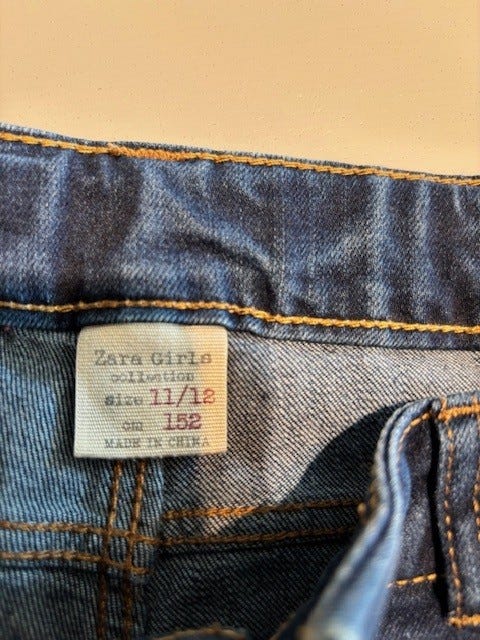 Zara Girls
collection
size 11/12
cm 152
MADE IN CHINA